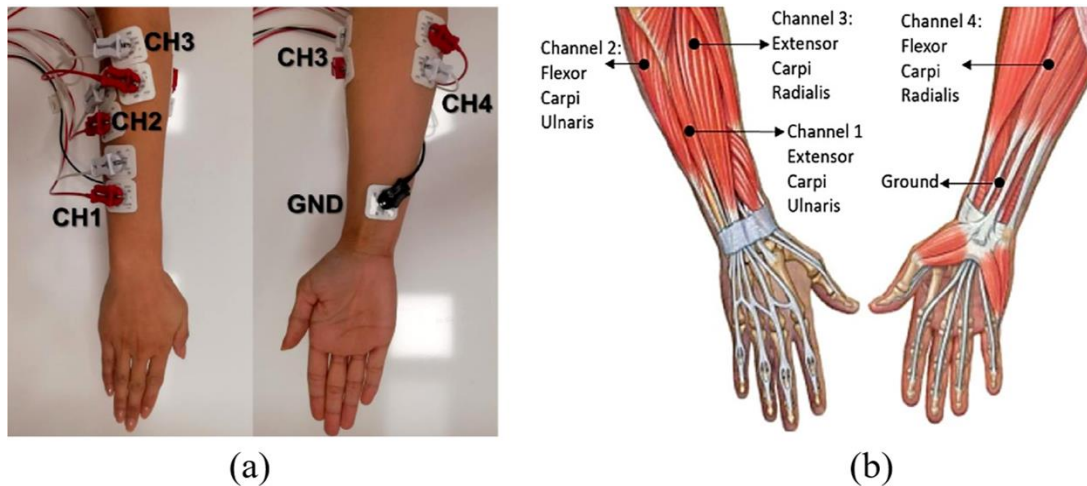 CH3
CH2
CH1
CH3
CH4
GND
(a)
Channel 2:
Flexor
Carpi
Ulnaris
Channel 3:
Extensor
Carpi
Radialis
Channel 1
Extensor
Carpi
Ulnaris
Channel 4:
Flexor
Carpi
Radialis
Ground
(b)